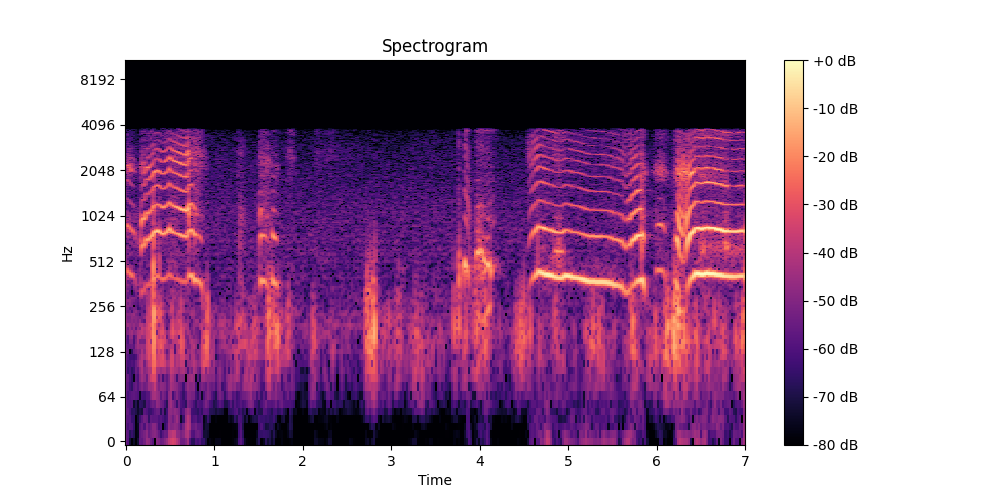 Spectrogram
8192
4096
2048
1024
512
256
128
64
0
Hz
0 1 2 3 4 5 6 7
Time
+0 dB
-10 dB
-20 dB
-30 dB
-40 dB
-50 dB
-60 dB
-70 dB
-80 dB